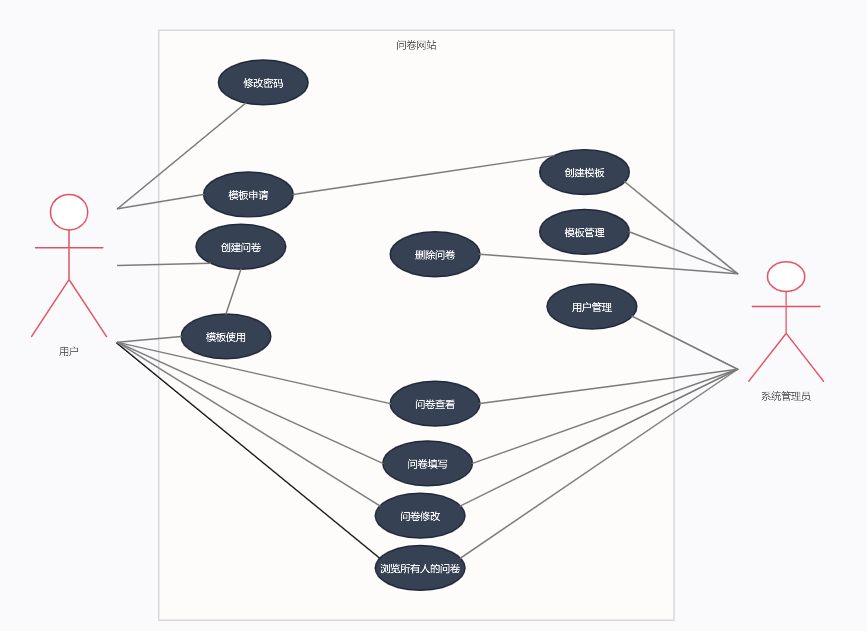 问卷网站
修改密码
创建模板
模板申请
模板管理
创建问卷
删除问卷
用户管理
模板使用
用户
系统管理员
问卷查看
问卷填写
问卷修改
浏览所有人的问卷